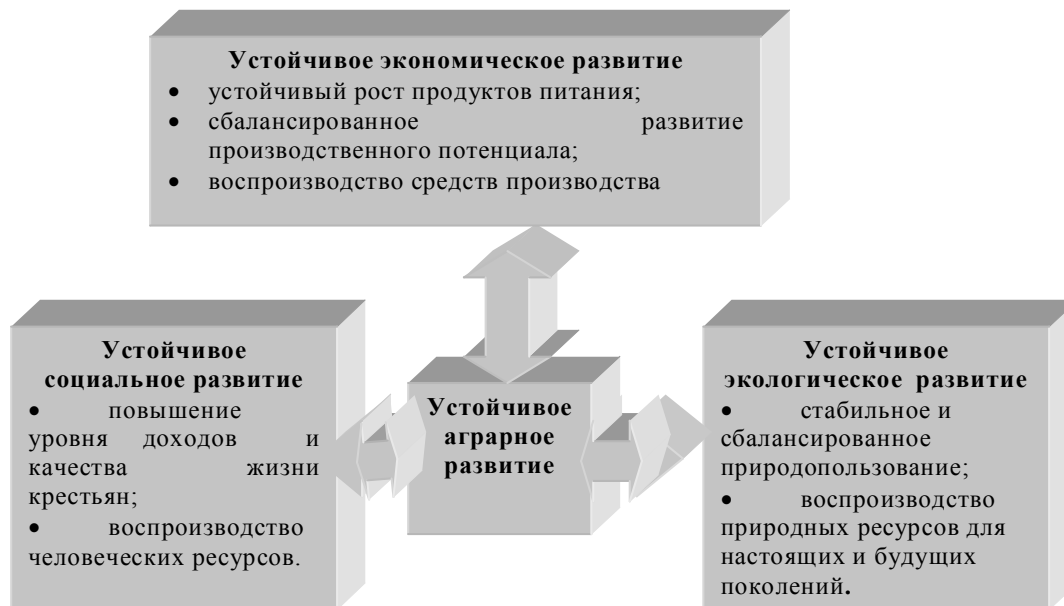 Устойчивое экономическое развитие
• устойчивый рост продуктов питания;
• сбалансированное развитие
производственного потенциала;
• воспроизводство средств производства
Устойчивое
социальное развитие
• повышение
уровня доходов и
качества жизни
крестьян;
• воспроизводство
человеческих ресурсов.
Устойчивое
аграрное
развитие
Устойчивое
экологическое развитие
• стабильное и
сбалансированное
природопользование;
• воспроизводство
природных ресурсов для
настоящих и будущих
поколений.